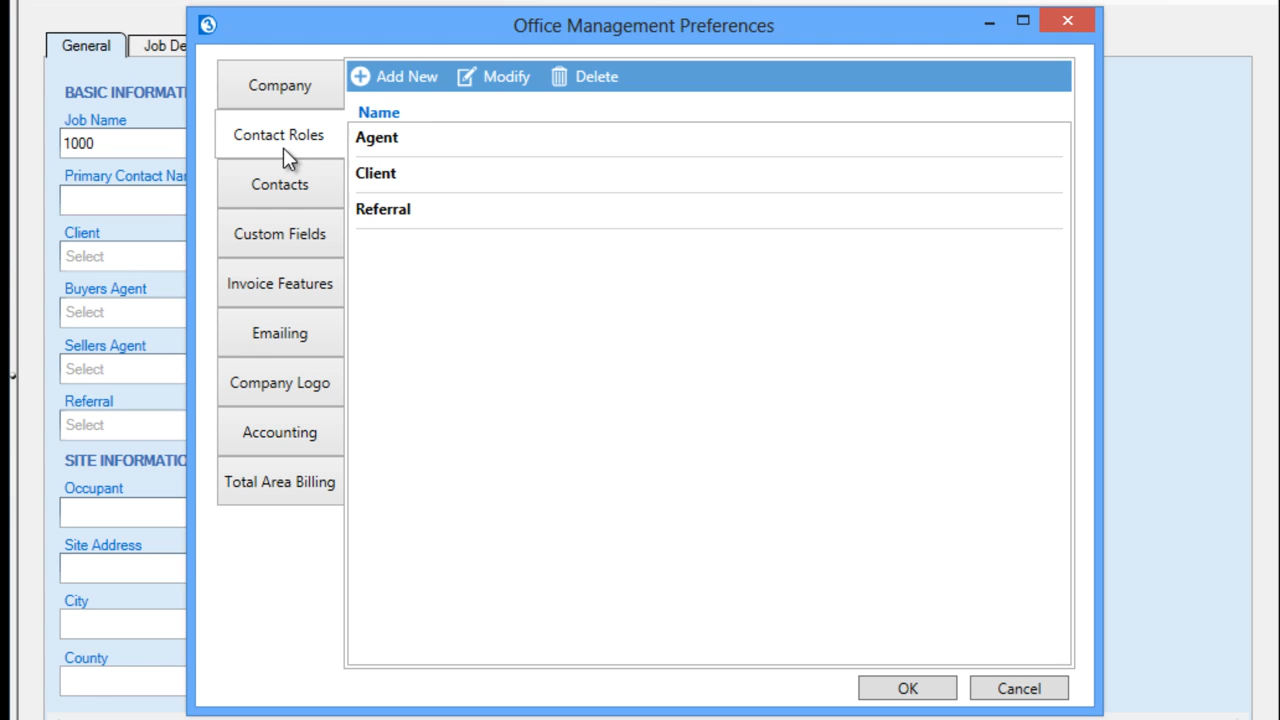 Office Management Preferences
General
Job De
BASIC INFORMATI
Job Name
1000
Primary Contact Nar
Client
Select
Buyers Agent
Select
Sellers Agent
Select
Referral
Select
SITE INFORMATIO
Occupant
Site Address
City
County
Company
Contact Roles
Contacts
Custom Fields
Invoice Features
Emailing
Company Logo
Accounting
Total Area Billing
Add New Modify Delete
Name
Agent
Client
Referral
OK Cancel